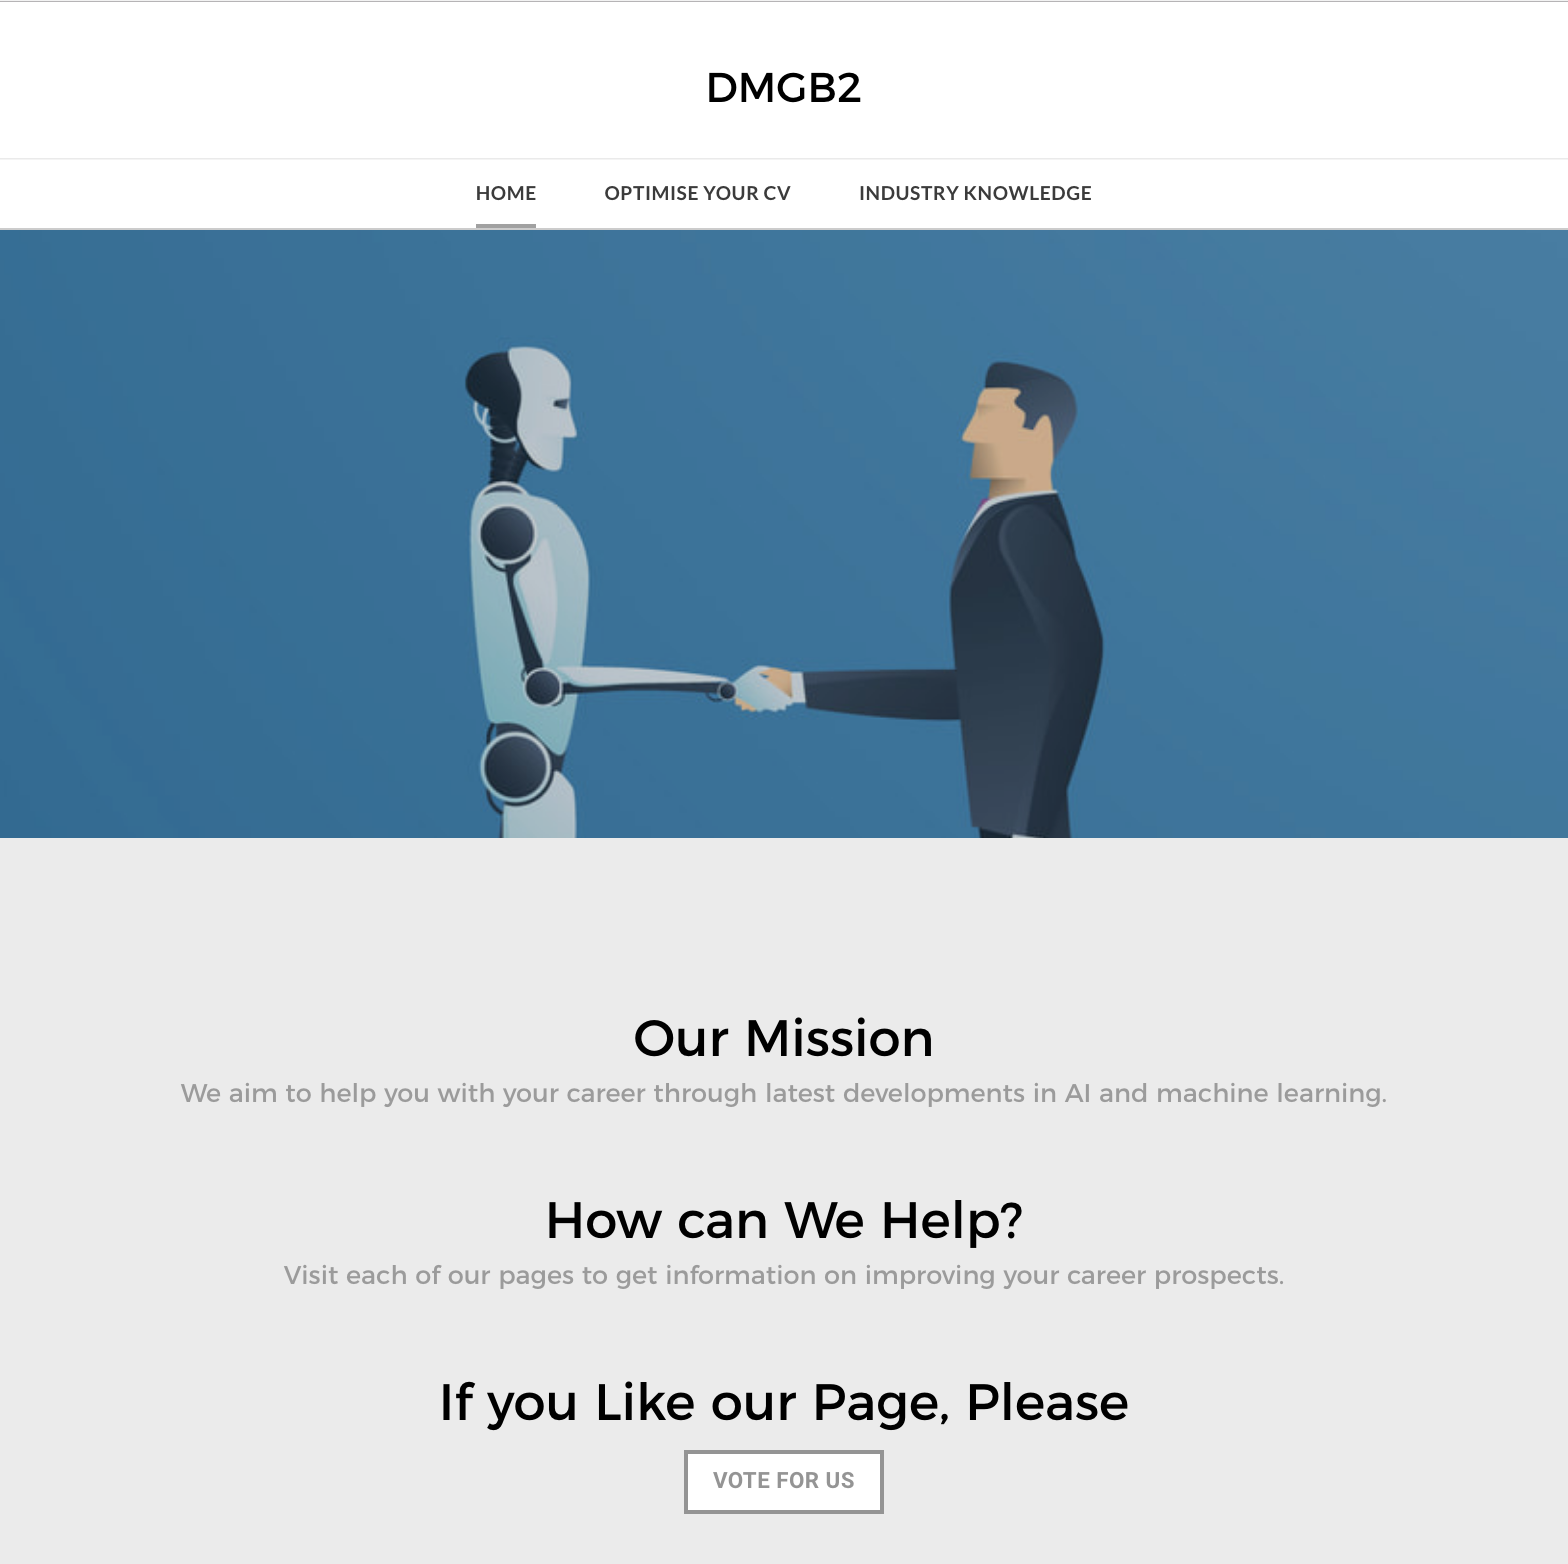 DMGB2
HOME OPTIMISE YOUR CV INDUSTRY KNOWLEDGE
Our Mission
We aim to help you with your career through latest developments in AI and machine learning.
How can We Help?
Visit each of our pages to get information on improving your career prospects.
If you Like our Page, Please
VOTE FOR US